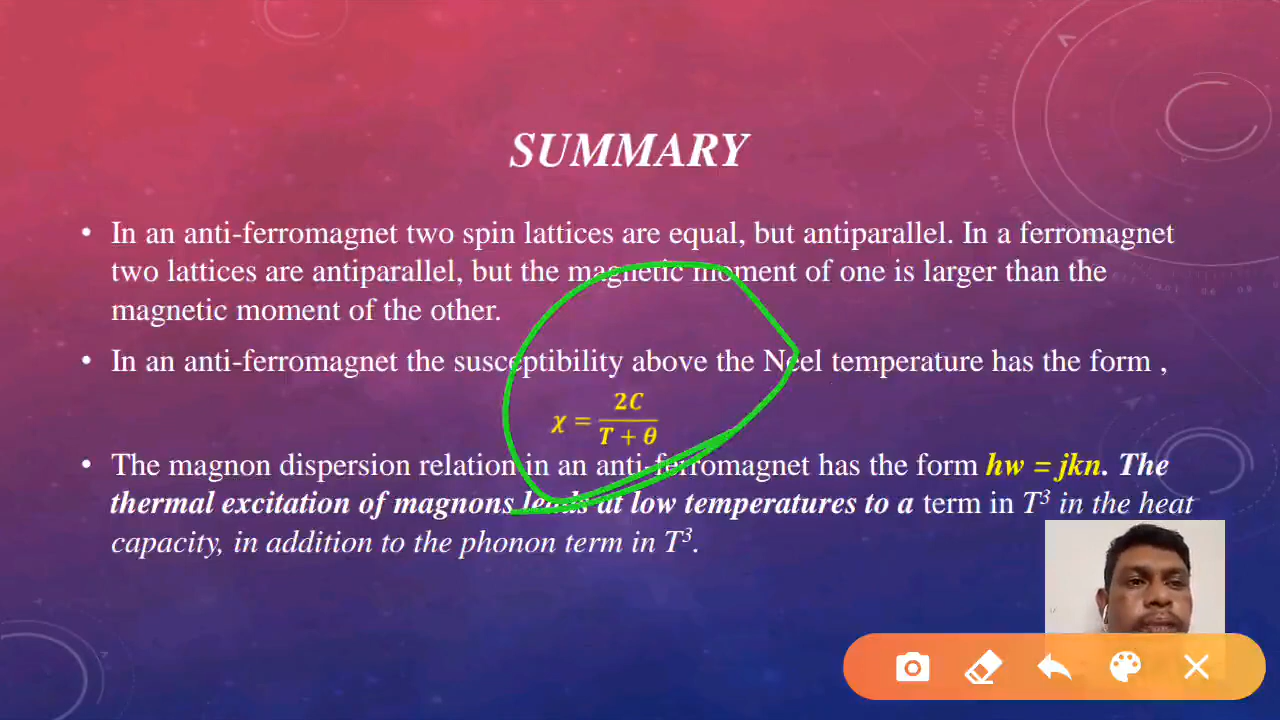 SUMMARY
• In an anti-ferromagnet two spin lattices are equal, but antiparallel. In a ferromagnet
two lattices are antiparallel, but the magnetic moment of one is larger than the
magnetic moment of the other.
• In an anti-ferromagnet the susceptibility above the Neel temperature has the form ,
χ = 2C / T + θ
• The magnon dispersion relation in an anti-ferromagnet has the form hw = jkn. The
thermal excitation of magnons leads at low temperatures to a term in T³ in the heat
capacity, in addition to the phonon term in T³.